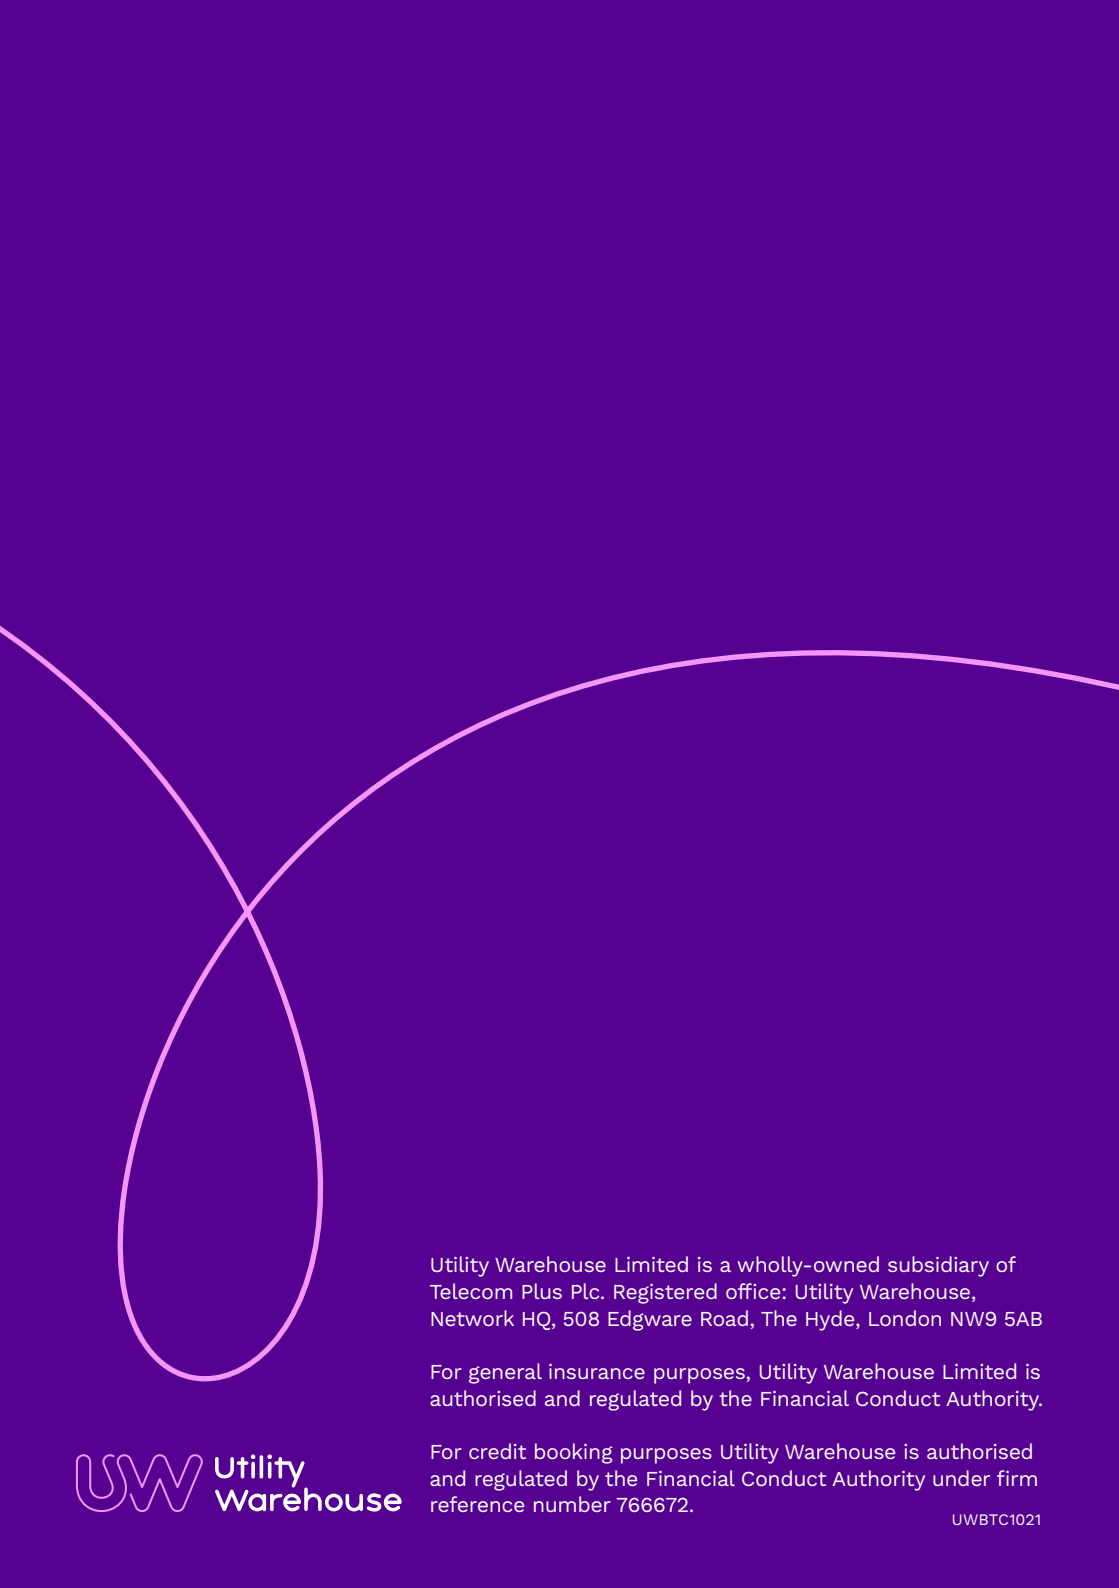 Utility Warehouse Limited is a wholly-owned subsidiary of
Telecom Plus Plc. Registered office: Utility Warehouse,
Network HQ, 508 Edgware Road, The Hyde, London NW9 5AB
For general insurance purposes, Utility Warehouse Limited is
authorised and regulated by the Financial Conduct Authority.
For credit booking purposes Utility Warehouse is authorised
and regulated by the Financial Conduct Authority under firm
reference number 766672.
UW Utility
Warehouse
UWBTC1021